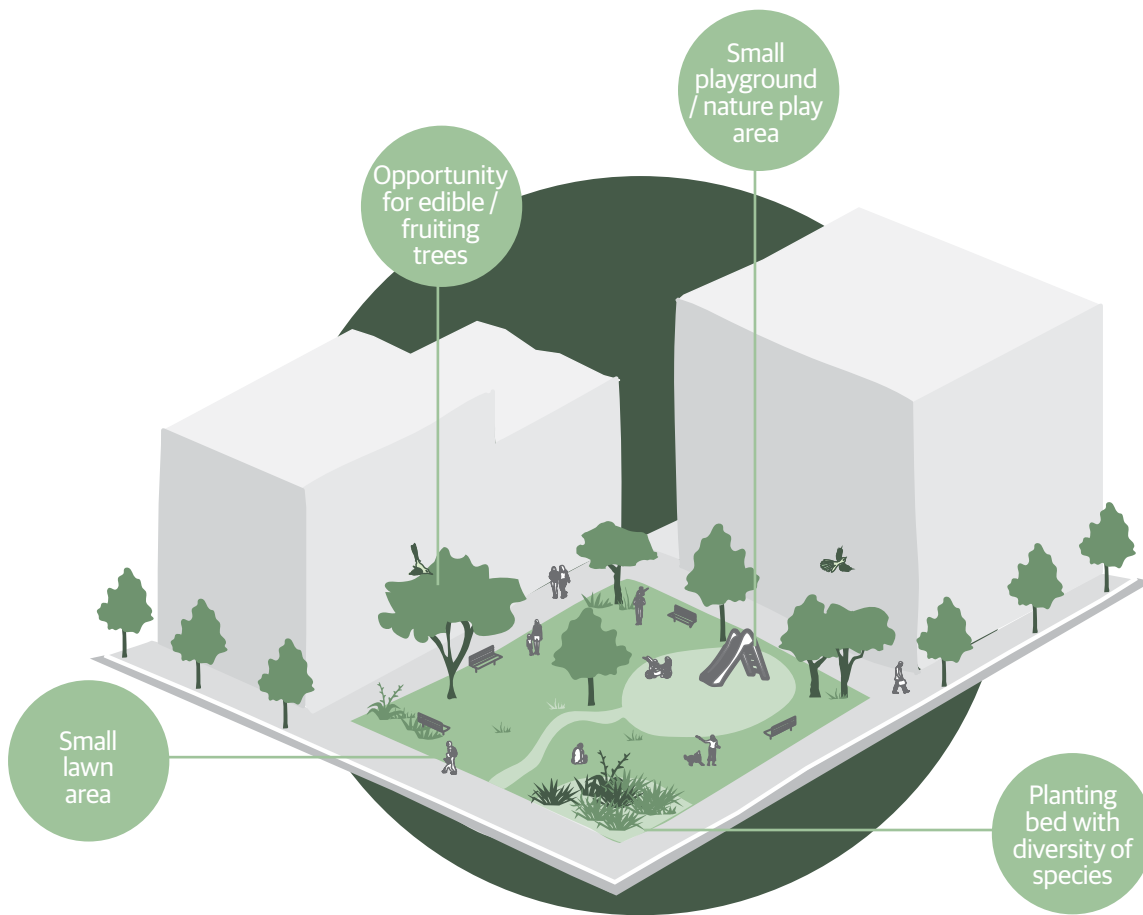 Small
playground
/ nature play
area
Opportunity
for edible /
fruiting
trees
Small
lawn
area
Planting
bed with
diversity of
species